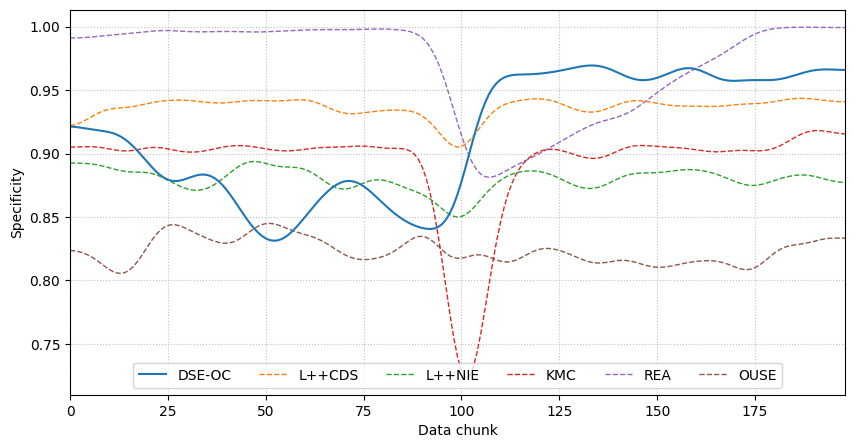 1.00
0.95
0.90
0.85
0.80
0.75
Specificity
DSE-OC L++CDS L++NIE KMC REA OUSE
0 25 50 75 100 125 150 175
Data chunk